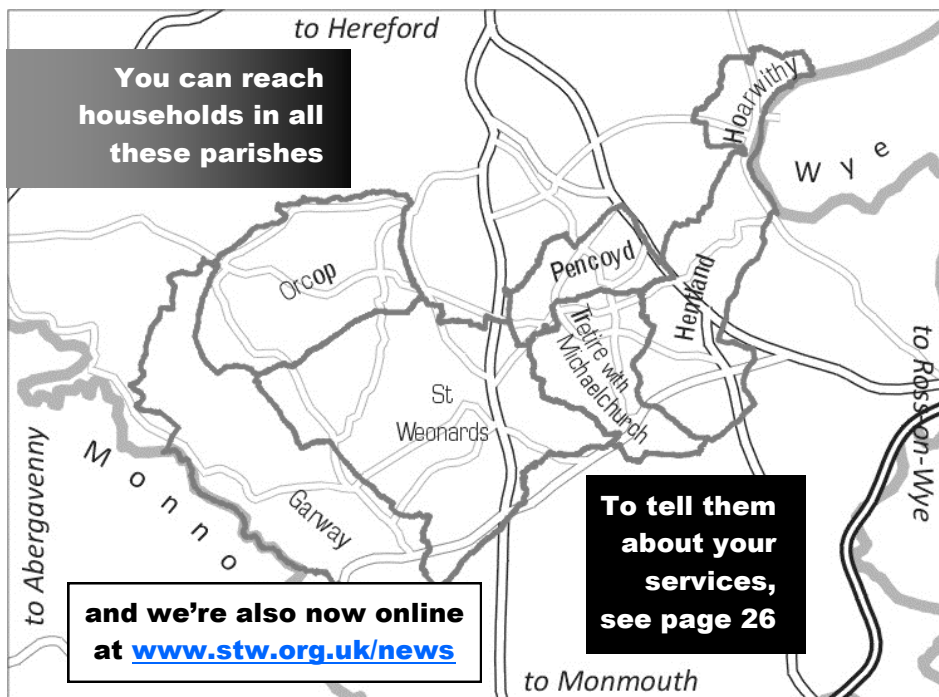 to Hereford
You can reach
households in all
these parishes
Hoarwithy
Wye
Orcop
Pencoyd
Hentland
Tretire with
Michaelchurch
St
Weonards
Garway
Monno
to Abergavenny
to Ross-on-Wye
To tell them
about your
services,
see page 26
and we’re also now online
at www.stw.org.uk/news
to Monmouth